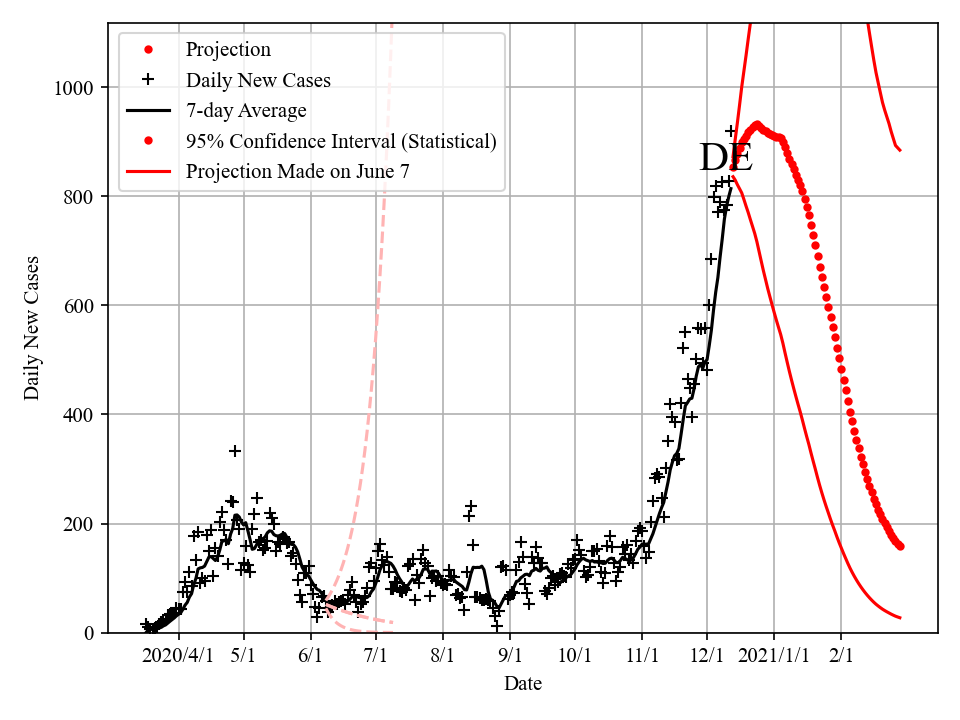 Projection
Daily New Cases
7-day Average
95% Confidence Interval (Statistical)
Projection Made on June 7
DE
1000
800
600
400
200
0
Daily New Cases
2020/4/1 5/1 6/1 7/1 8/1 9/1 10/1 11/1 12/1 2021/1/1 2/1
Date